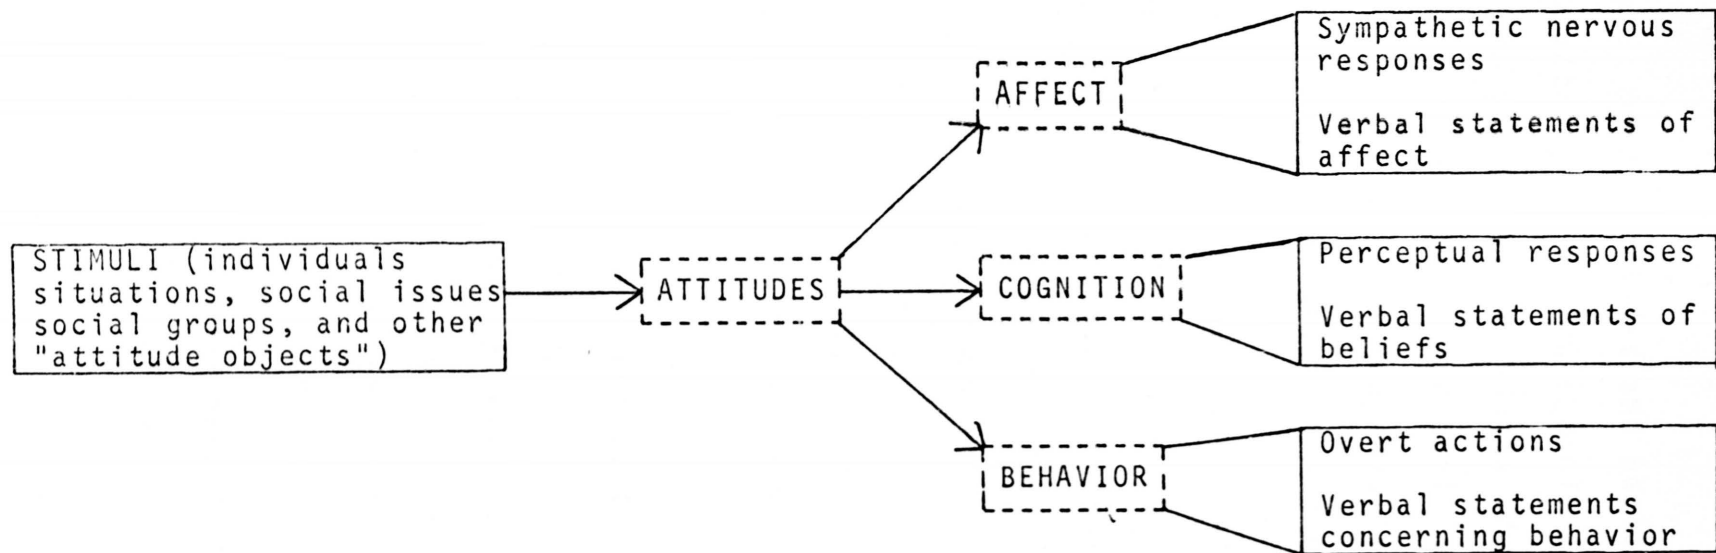 STIMULI (individuals
situations, social issues
social groups, and other
"attitude objects")
ATTITUDES
AFFECT
Sympathetic nervous
responses
Verbal statements of
affect
COGNITION
Perceptual responses
Verbal statements of
beliefs
BEHAVIOR
Overt actions
Verbal statements
concerning behavior